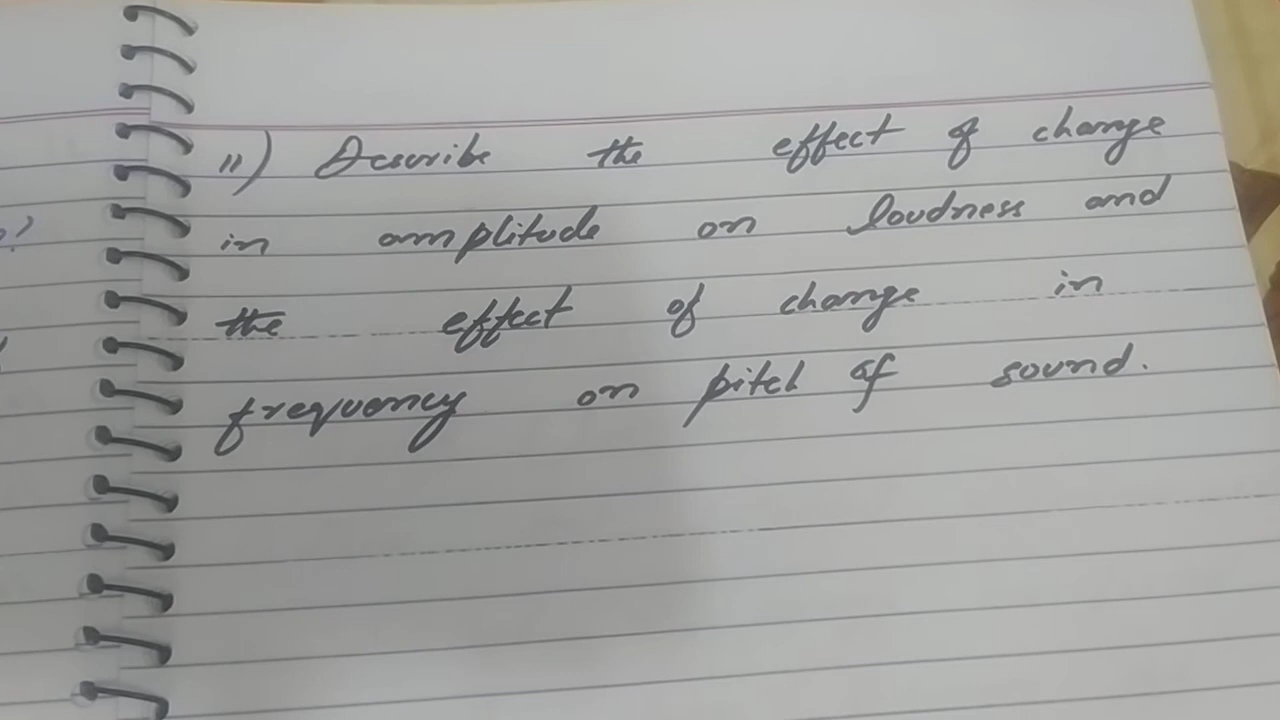 11) Describe the effect of change
in amplitude on loudness and
the effect of change in
frequency on pitch of sound.